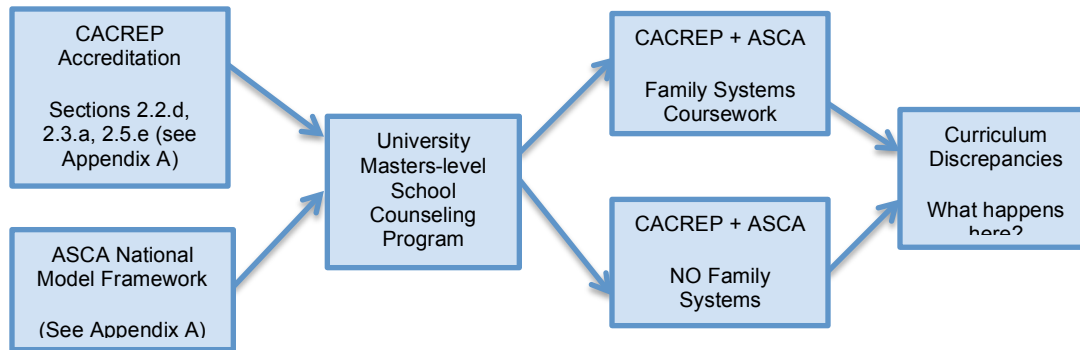 CACREP
Accreditation
Sections 2.2.d,
2.3.a, 2.5.e (see
Appendix A)
ASCA National
Model Framework
(See Appendix A)
University
Masters-level
School
Counseling
Program
CACREP + ASCA
Family Systems
Coursework
CACREP + ASCA
NO Family
Systems
Curriculum
Discrepancies
What happens
here?